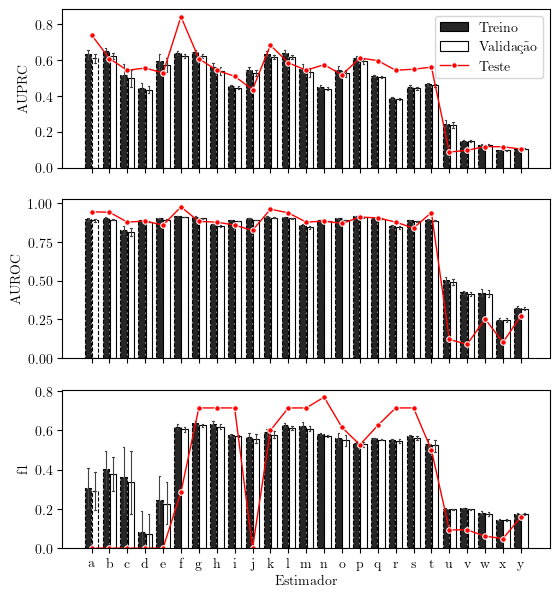 0.8
0.6
0.4
0.2
0.0
AUPRC
Treino
Validação
Teste
1.00
0.75
0.50
0.25
0.00
AUROC
0.8
0.6
0.4
0.2
0.0
f1
a b c d e f g h i j k l m n o p q r s t u v w x y
Estimador